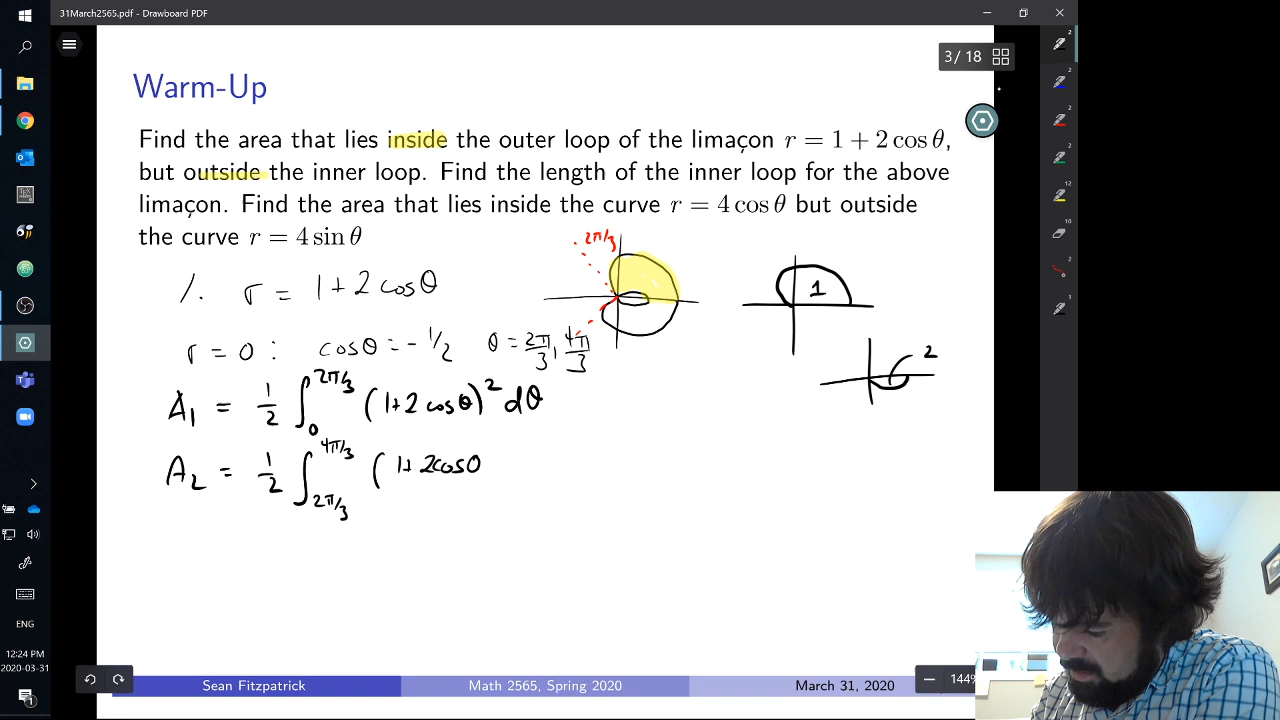 31March2565.pdf - Drawboard PDF
3 / 18
Warm-Up
Find the area that lies inside the outer loop of the limaçon r = 1 + 2 cos θ,
but outside the inner loop. Find the length of the inner loop for the above
limaçon. Find the area that lies inside the curve r = 4 cos θ but outside
the curve r = 4 sin θ
2π/3
1. r = 1+2 cosθ
1
r = 0 : cosθ = - 1/2 θ = 2π/3, 4π/3
2
A₁ = 1/2 ∫₀^{2π/3} (1+2 cosθ)² dθ
A₂ = 1/2 ∫_{2π/3}^{4π/3} (1+2cosθ
ENG
12:24 PM
2020-03-31
Sean Fitzpatrick Math 2565, Spring 2020 March 31, 2020
144%